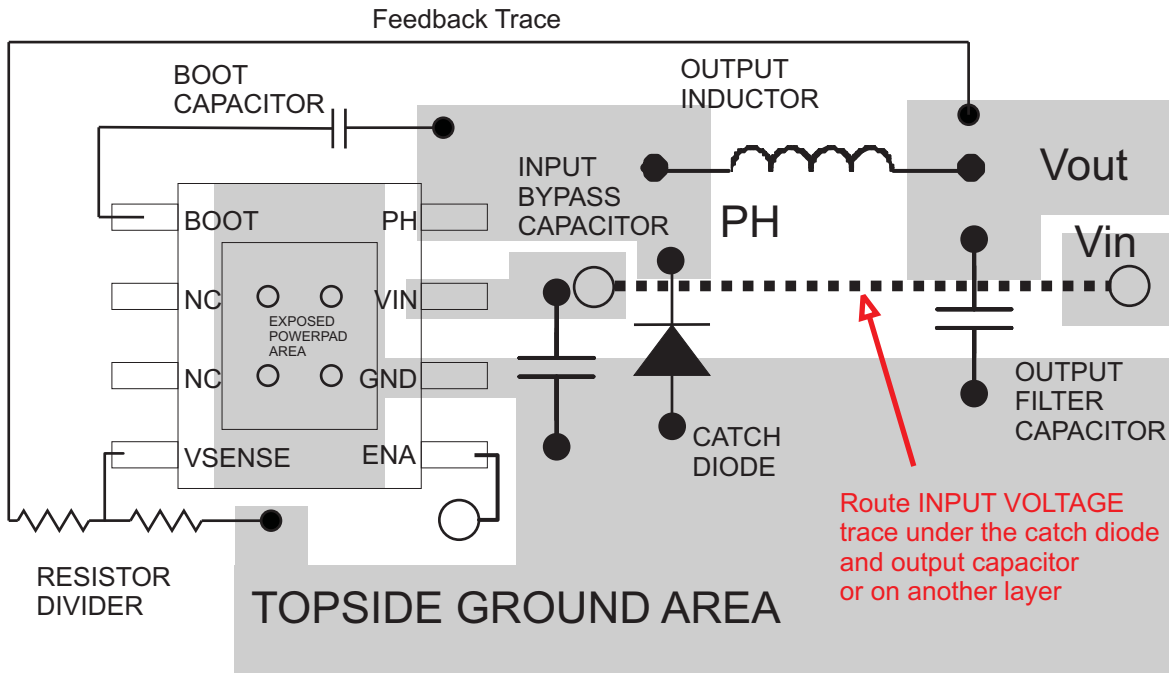 Feedback Trace
BOOT
CAPACITOR
OUTPUT
INDUCTOR
INPUT
BYPASS
CAPACITOR
Vout
PH
Vin
BOOT
PH
NC
VIN
EXPOSED
POWERPAD
AREA
NC
GND
VSENSE
ENA
CATCH
DIODE
OUTPUT
FILTER
CAPACITOR
Route INPUT VOLTAGE
trace under the catch diode
and output capacitor
or on another layer
RESISTOR
DIVIDER
TOPSIDE GROUND AREA